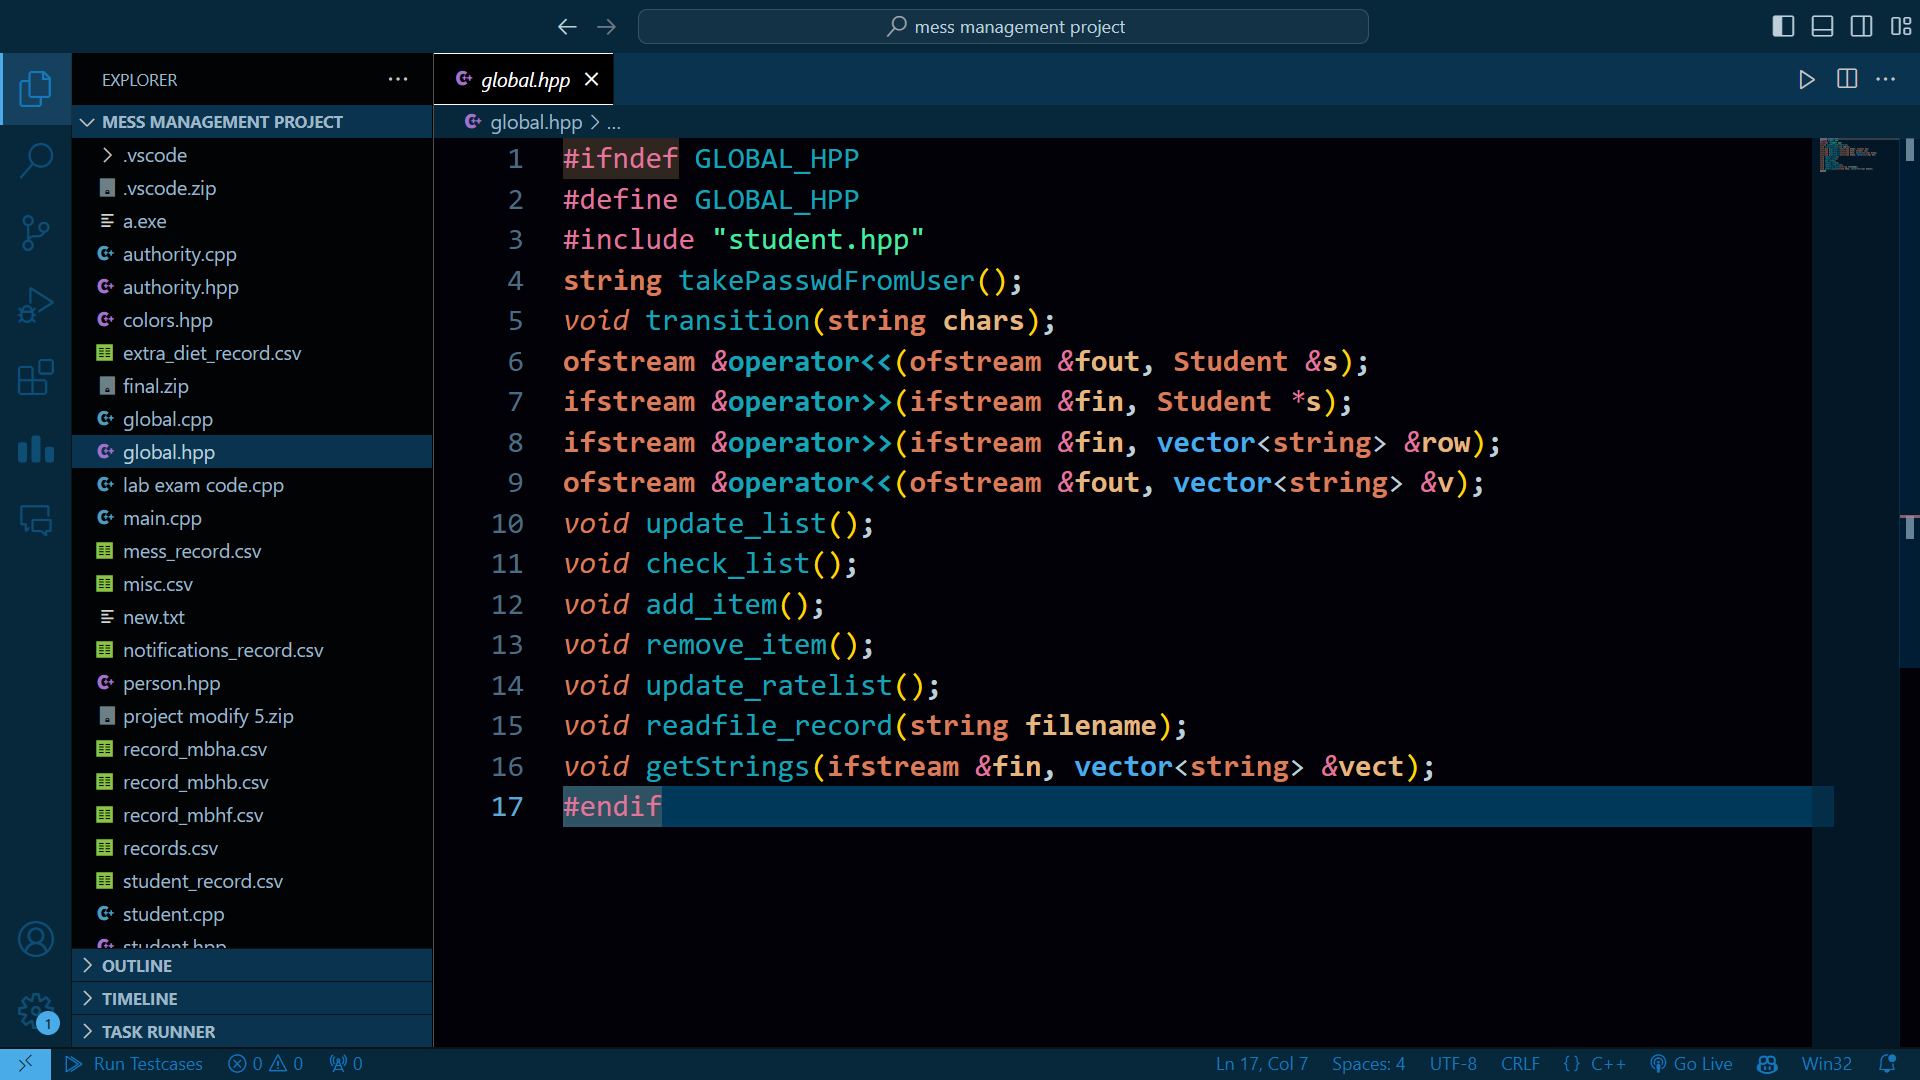 mess management project
EXPLORER
global.hpp
MESS MANAGEMENT PROJECT
global.hpp > ...
.vscode
.vscode.zip
a.exe
authority.cpp
authority.hpp
colors.hpp
extra_diet_record.csv
final.zip
global.cpp
global.hpp
lab exam code.cpp
main.cpp
mess_record.csv
misc.csv
new.txt
notifications_record.csv
person.hpp
project modify 5.zip
record_mbha.csv
record_mbhb.csv
record_mbhf.csv
records.csv
student_record.csv
student.cpp
student.hpp
OUTLINE
TIMELINE
TASK RUNNER
1 #ifndef GLOBAL_HPP
2 #define GLOBAL_HPP
3 #include "student.hpp"
4 string takePasswdFromUser();
5 void transition(string chars);
6 ofstream &operator<<(ofstream &fout, Student &s);
7 ifstream &operator>>(ifstream &fin, Student *s);
8 ifstream &operator>>(ifstream &fin, vector<string> &row);
9 ofstream &operator<<(ofstream &fout, vector<string> &v);
10 void update_list();
11 void check_list();
12 void add_item();
13 void remove_item();
14 void update_ratelist();
15 void readfile_record(string filename);
16 void getStrings(ifstream &fin, vector<string> &vect);
17 #endif
1
Run Testcases 0 0 0 Ln 17, Col 7 Spaces: 4 UTF-8 CRLF {} C++ Go Live Win32